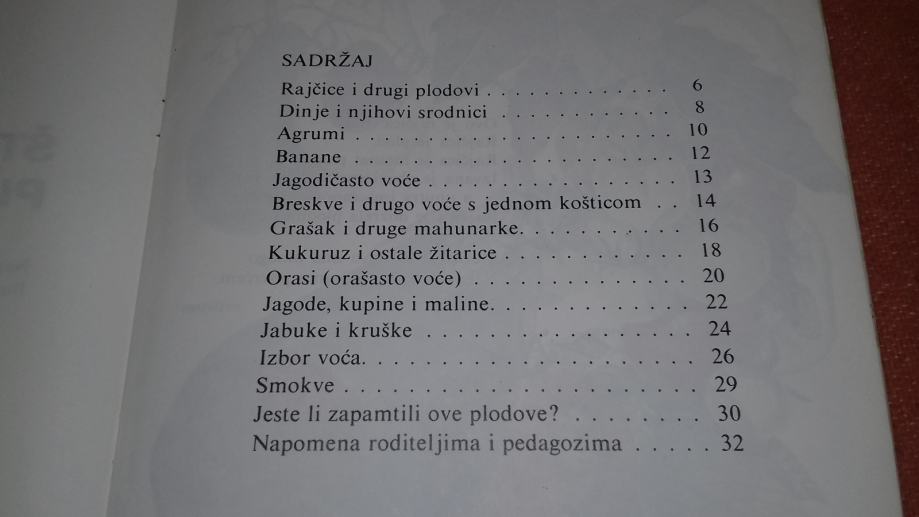 SADRŽAJ
Rajčice i drugi plodovi . . . . . . . . . . . . . 6
Dinje i njihovi srodnici . . . . . . . . . . . . 8
Agrumi . . . . . . . . . . . . . . . . . . . . . . 10
Banane . . . . . . . . . . . . . . . . . . . . . . 12
Jagodičasto voće . . . . . . . . . . . . . . . . . 13
Breskve i drugo voće s jednom košticom . . 14
Grašak i druge mahunarke. . . . . . . . . . . 16
Kukuruz i ostale žitarice . . . . . . . . . . . . 18
Orasi (orašasto voće) . . . . . . . . . . . . . . 20
Jagode, kupine i maline. . . . . . . . . . . . . 22
Jabuke i kruške . . . . . . . . . . . . . . . . . 24
Izbor voća. . . . . . . . . . . . . . . . . . . . 26
Smokve . . . . . . . . . . . . . . . . . . . . . . 29
Jeste li zapamtili ove plodove? . . . . . . . . 30
Napomena roditeljima i pedagozima . . . . . 32